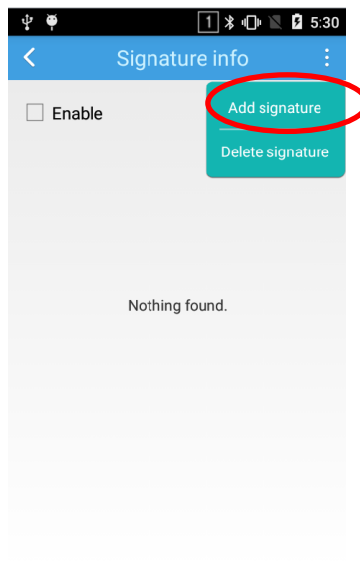 1 5:30
Signature info
Enable
Add signature
Delete signature
Nothing found.